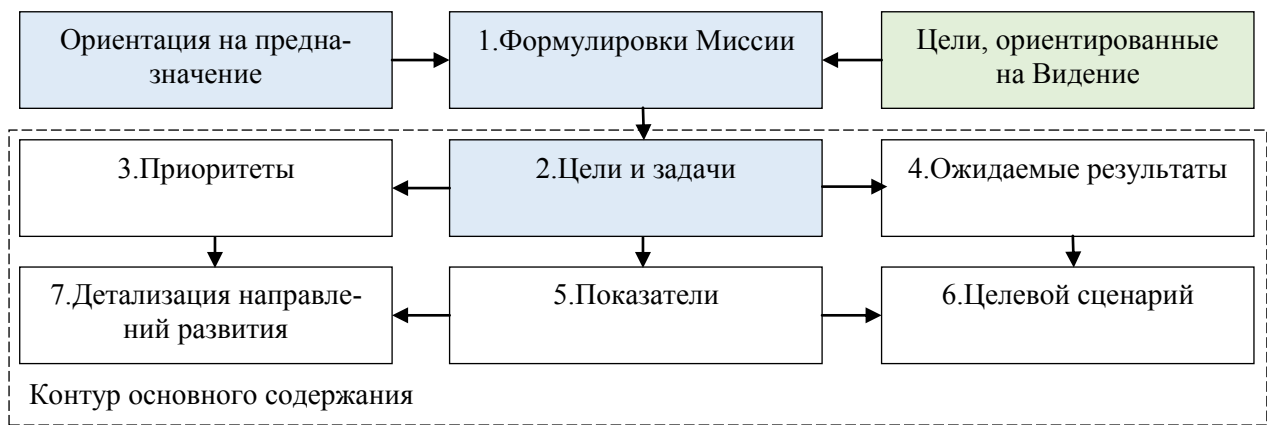 Ориентация на предна-
значение
1.Формулировки Миссии
Цели, ориентированные
на Видение
3.Приоритеты
2.Цели и задачи
4.Ожидаемые результаты
7.Детализация направле-
ний развития
5.Показатели
6.Целевой сценарий
Контур основного содержания